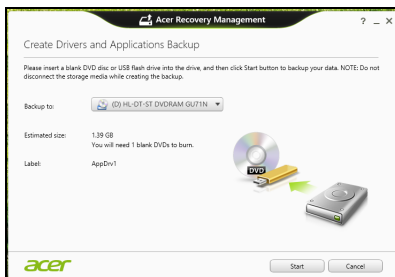 Acer Recovery Management
? _ X
Create Drivers and Applications Backup
Please insert a blank DVD disc or USB flash drive into the drive, and then click Start button to backup your data. NOTE: Do not
disconnect the storage media while creating the backup.
Backup to:
(D) HL-DT-ST DVDRAM GU71N
Estimated size:
1.39 GB
You will need 1 blank DVDs to burn.
Label:
AppDrv1
DVD
acer
Start
Cancel